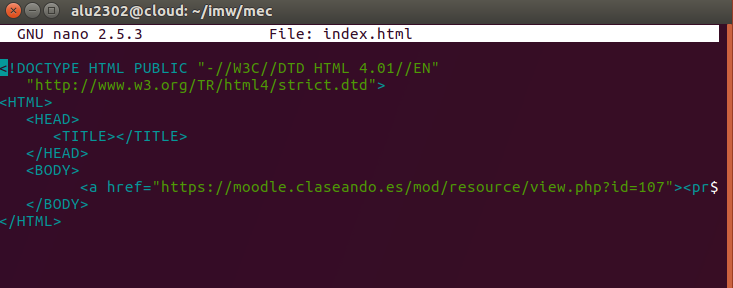 alu2302@cloud: ~/imw/mec
GNU nano 2.5.3 File: index.html
<!DOCTYPE HTML PUBLIC "-//W3C//DTD HTML 4.01//EN"
"http://www.w3.org/TR/html4/strict.dtd">
<HTML>
<HEAD>
<TITLE></TITLE>
</HEAD>
<BODY>
<a href="https://moodle.claseando.es/mod/resource/view.php?id=107"><pr$
</BODY>
</HTML>